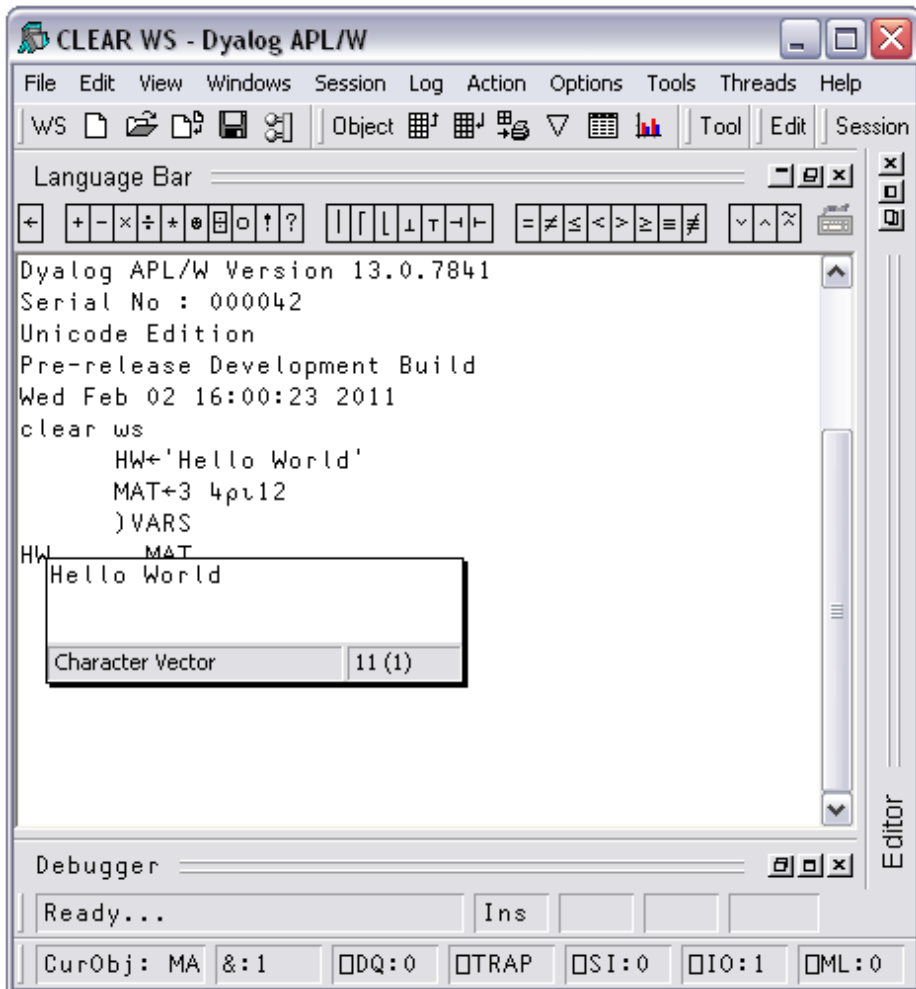 CLEAR WS - Dyalog APL/W
File Edit View Windows Session Log Action Options Tools Threads Help
WS Object Tool Edit Session
Language Bar
← + - × ÷ * ⍟ ⌹ ○ ! ? | ⌈ ⌊ ⊥ ⊤ ⊣ ⊢ = ≠ ≤ < > ≥ ≡ ≢ ∨ ∧ ⍲
Dyalog APL/W Version 13.0.7841
Serial No : 000042
Unicode Edition
Pre-release Development Build
Wed Feb 02 16:00:23 2011
clear ws
HW←'Hello World'
MAT←3 4⍴⍳12
)VARS
HW MAT
Hello World
Character Vector 11 (1)
Editor
Debugger
Ready... Ins
CurObj: MA &:1 ⎕DQ:0 ⎕TRAP ⎕SI:0 ⎕IO:1 ⎕ML:0